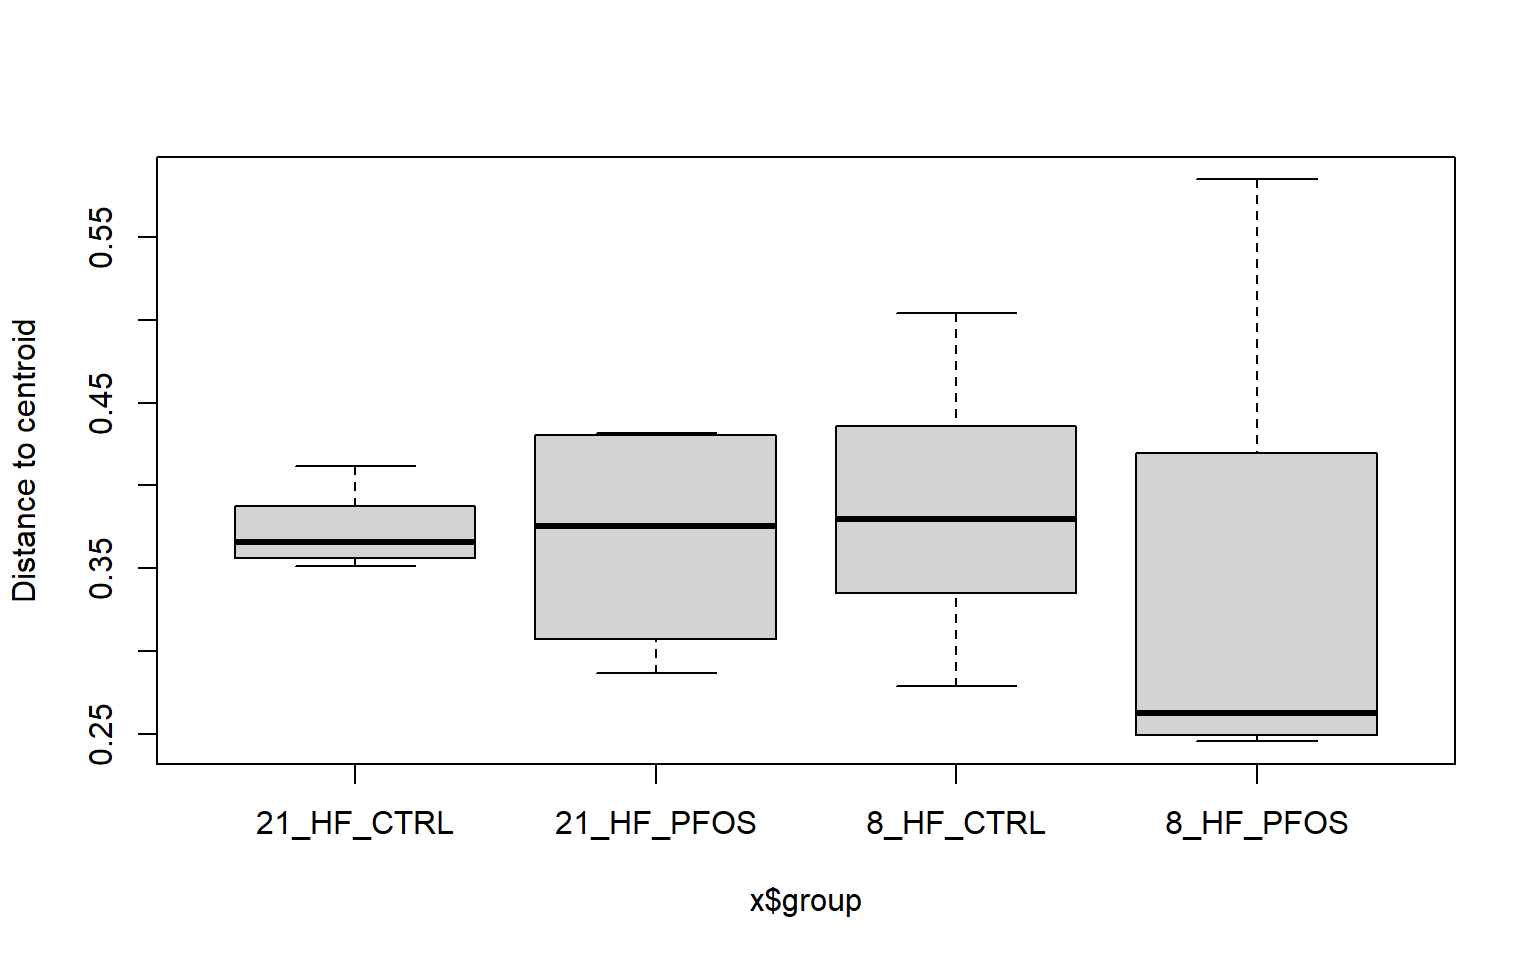 Distance to centroid
0.55
0.45
0.35
0.25
21_HF_CTRL 21_HF_PFOS 8_HF_CTRL 8_HF_PFOS
x$group